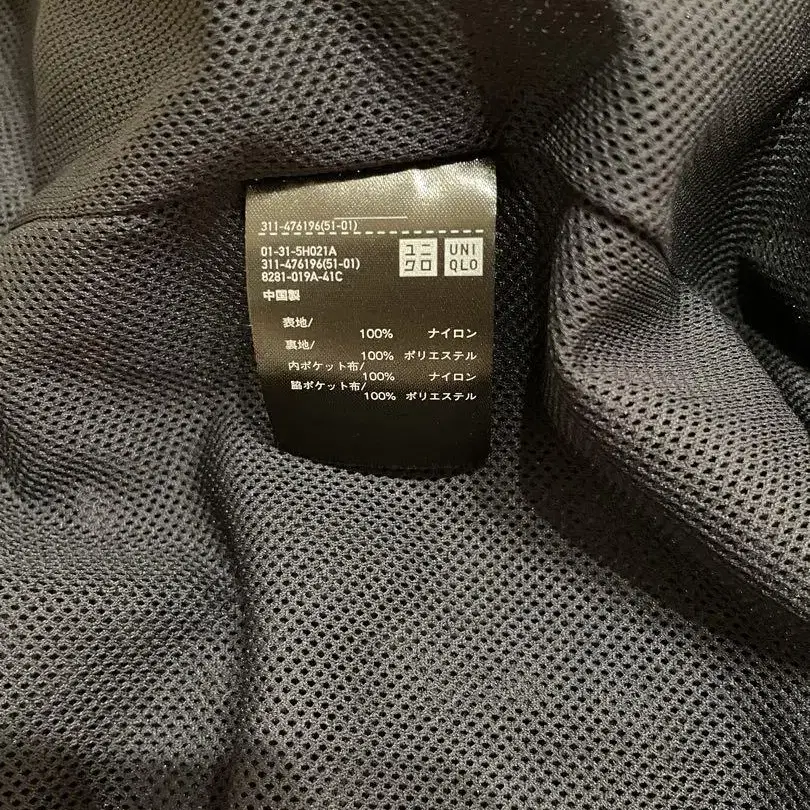 311-476196(51-01)
01-31-5H021A
311-476196(51-01)
8281-019A-41C
ユニ
クロ
UNI
QLO
中国製
表地/
100% ナイロン
裏地/
100% ポリエステル
内ポケット布/
100% ナイロン
脇ポケット布/
100% ポリエステル